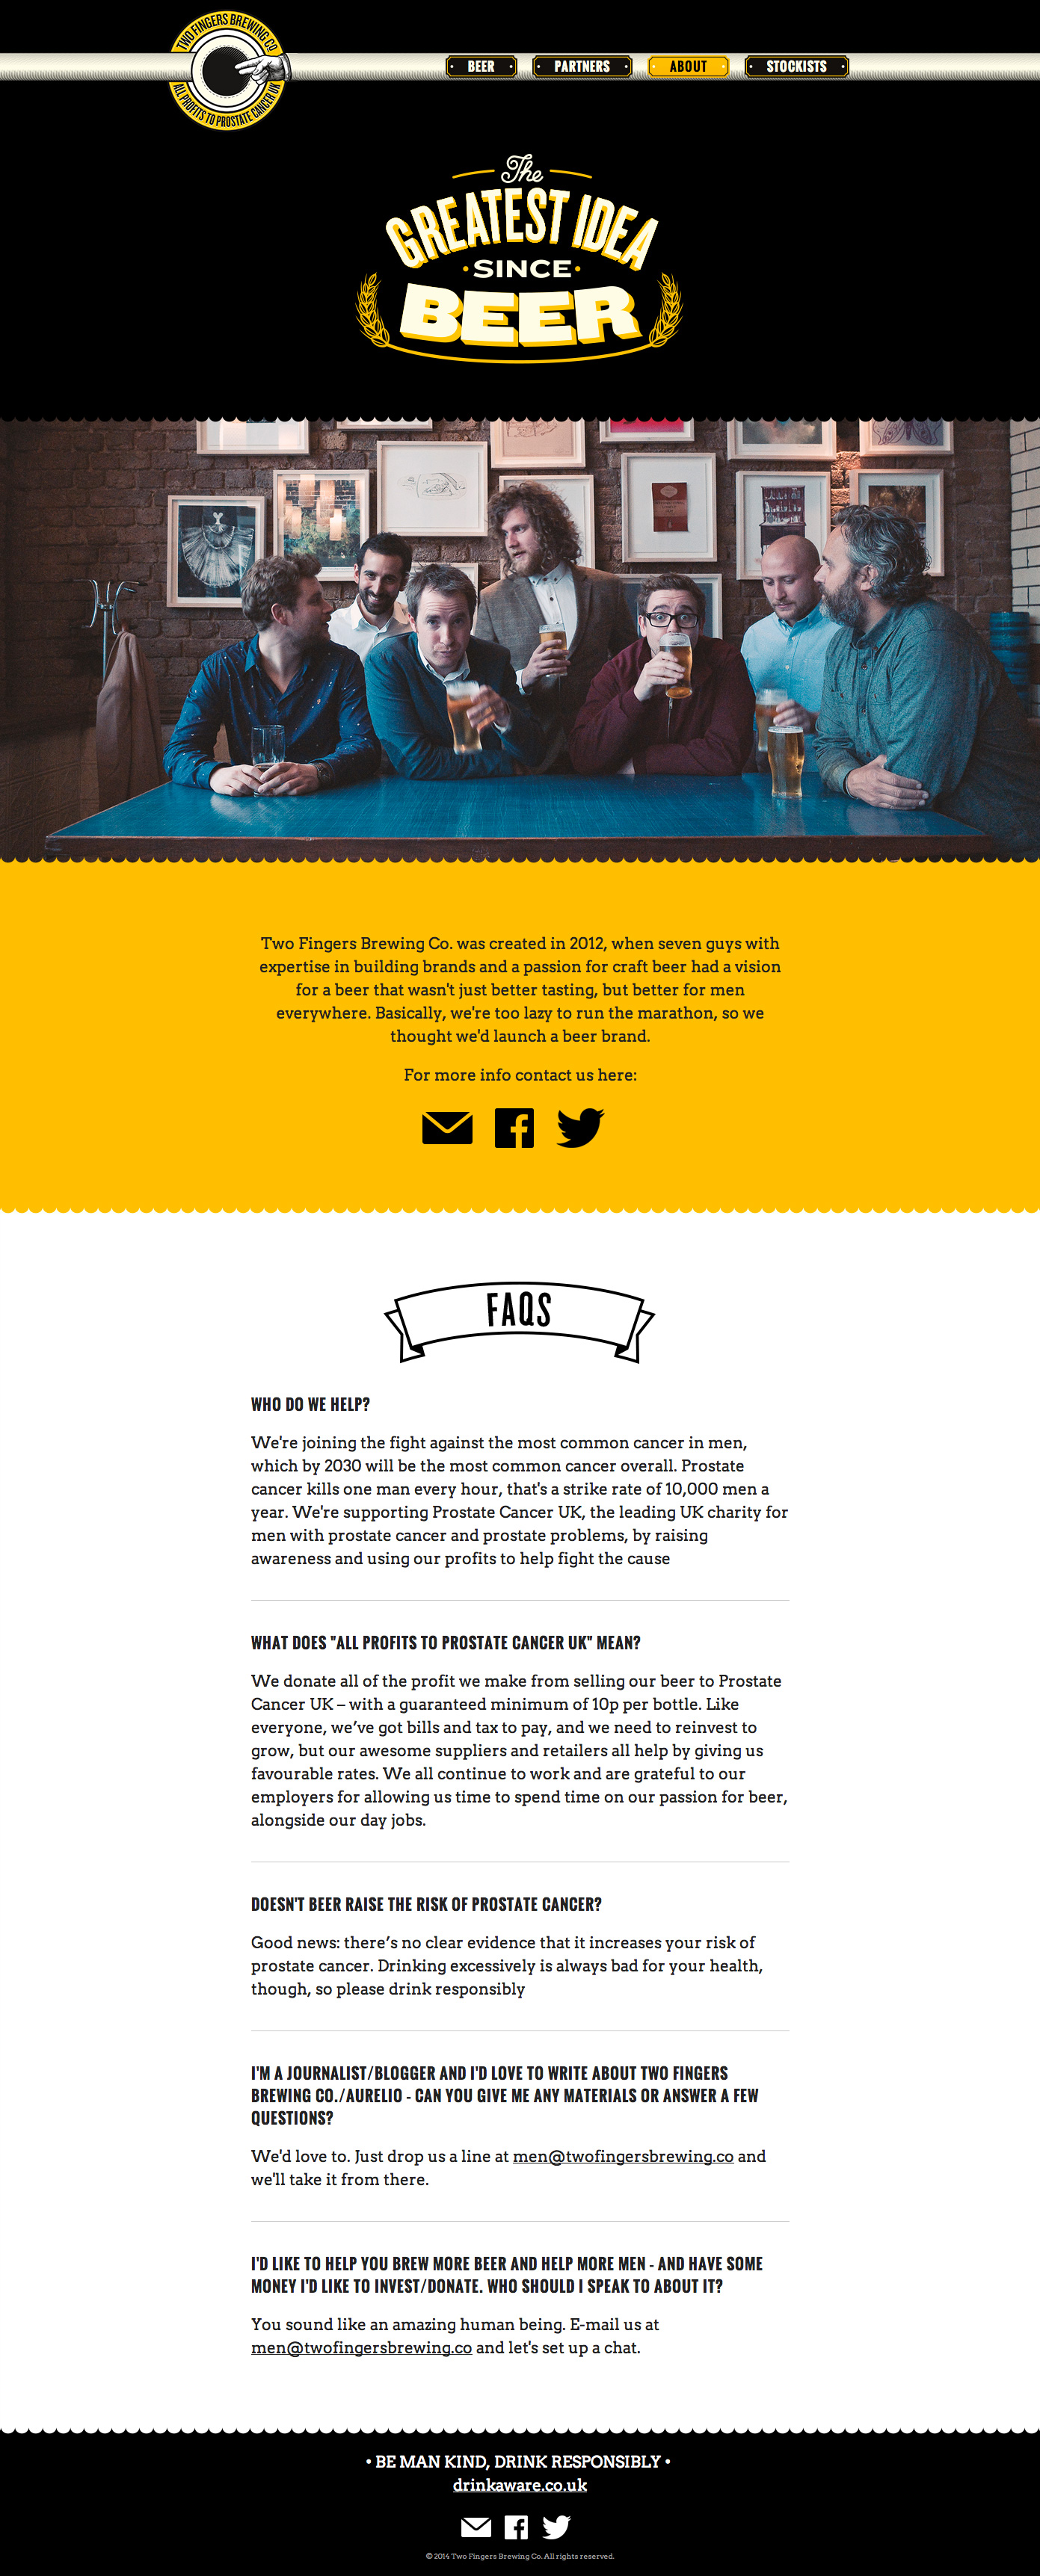 TWO FINGERS BREWING CO
ALL PROFITS TO PROSTATE CANCER UK
BEER
PARTNERS
ABOUT
STOCKISTS
The
GREATEST IDEA
· SINCE ·
BEER
Two Fingers Brewing Co. was created in 2012, when seven guys with
expertise in building brands and a passion for craft beer had a vision
for a beer that wasn't just better tasting, but better for men
everywhere. Basically, we're too lazy to run the marathon, so we
thought we'd launch a beer brand.
For more info contact us here:
FAQS
WHO DO WE HELP?
We're joining the fight against the most common cancer in men,
which by 2030 will be the most common cancer overall. Prostate
cancer kills one man every hour, that's a strike rate of 10,000 men a
year. We're supporting Prostate Cancer UK, the leading UK charity for
men with prostate cancer and prostate problems, by raising
awareness and using our profits to help fight the cause
WHAT DOES "ALL PROFITS TO PROSTATE CANCER UK" MEAN?
We donate all of the profit we make from selling our beer to Prostate
Cancer UK – with a guaranteed minimum of 10p per bottle. Like
everyone, we’ve got bills and tax to pay, and we need to reinvest to
grow, but our awesome suppliers and retailers all help by giving us
favourable rates. We all continue to work and are grateful to our
employers for allowing us time to spend time on our passion for beer,
alongside our day jobs.
DOESN'T BEER RAISE THE RISK OF PROSTATE CANCER?
Good news: there’s no clear evidence that it increases your risk of
prostate cancer. Drinking excessively is always bad for your health,
though, so please drink responsibly
I'M A JOURNALIST/BLOGGER AND I'D LOVE TO WRITE ABOUT TWO FINGERS
BREWING CO./AURELIO - CAN YOU GIVE ME ANY MATERIALS OR ANSWER A FEW
QUESTIONS?
We'd love to. Just drop us a line at men@twofingersbrewing.co and
we'll take it from there.
I'D LIKE TO HELP YOU BREW MORE BEER AND HELP MORE MEN - AND HAVE SOME
MONEY I'D LIKE TO INVEST/DONATE. WHO SHOULD I SPEAK TO ABOUT IT?
You sound like an amazing human being. E-mail us at
men@twofingersbrewing.co and let's set up a chat.
• BE MAN KIND, DRINK RESPONSIBLY •
drinkaware.co.uk
© 2014 Two Fingers Brewing Co. All rights reserved.